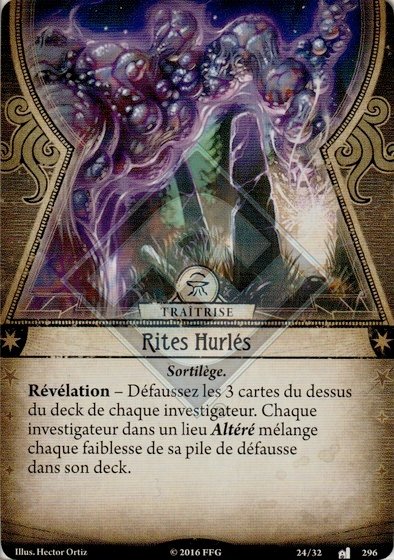 TRAÎTRISE
Rites Hurlés
Sortilège.
Révélation – Défaussez les 3 cartes du dessus
du deck de chaque investigateur. Chaque
investigateur dans un lieu Altéré mélange
chaque faiblesse de sa pile de défausse
dans son deck.
Illus. Hector Ortiz © 2016 FFG 24/32 296